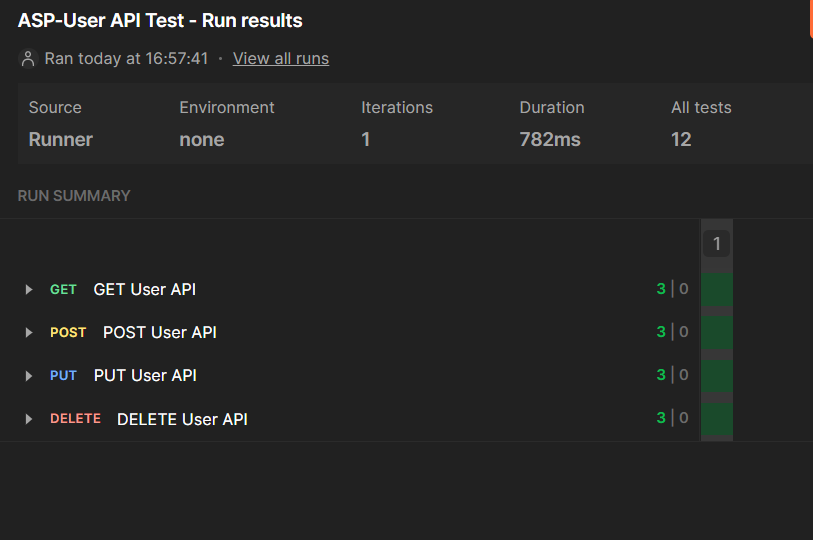 ASP-User API Test - Run results
Ran today at 16:57:41 · View all runs
Source Environment Iterations Duration All tests
Runner none 1 782ms 12
RUN SUMMARY
1
GET GET User API 3 | 0
POST POST User API 3 | 0
PUT PUT User API 3 | 0
DELETE DELETE User API 3 | 0